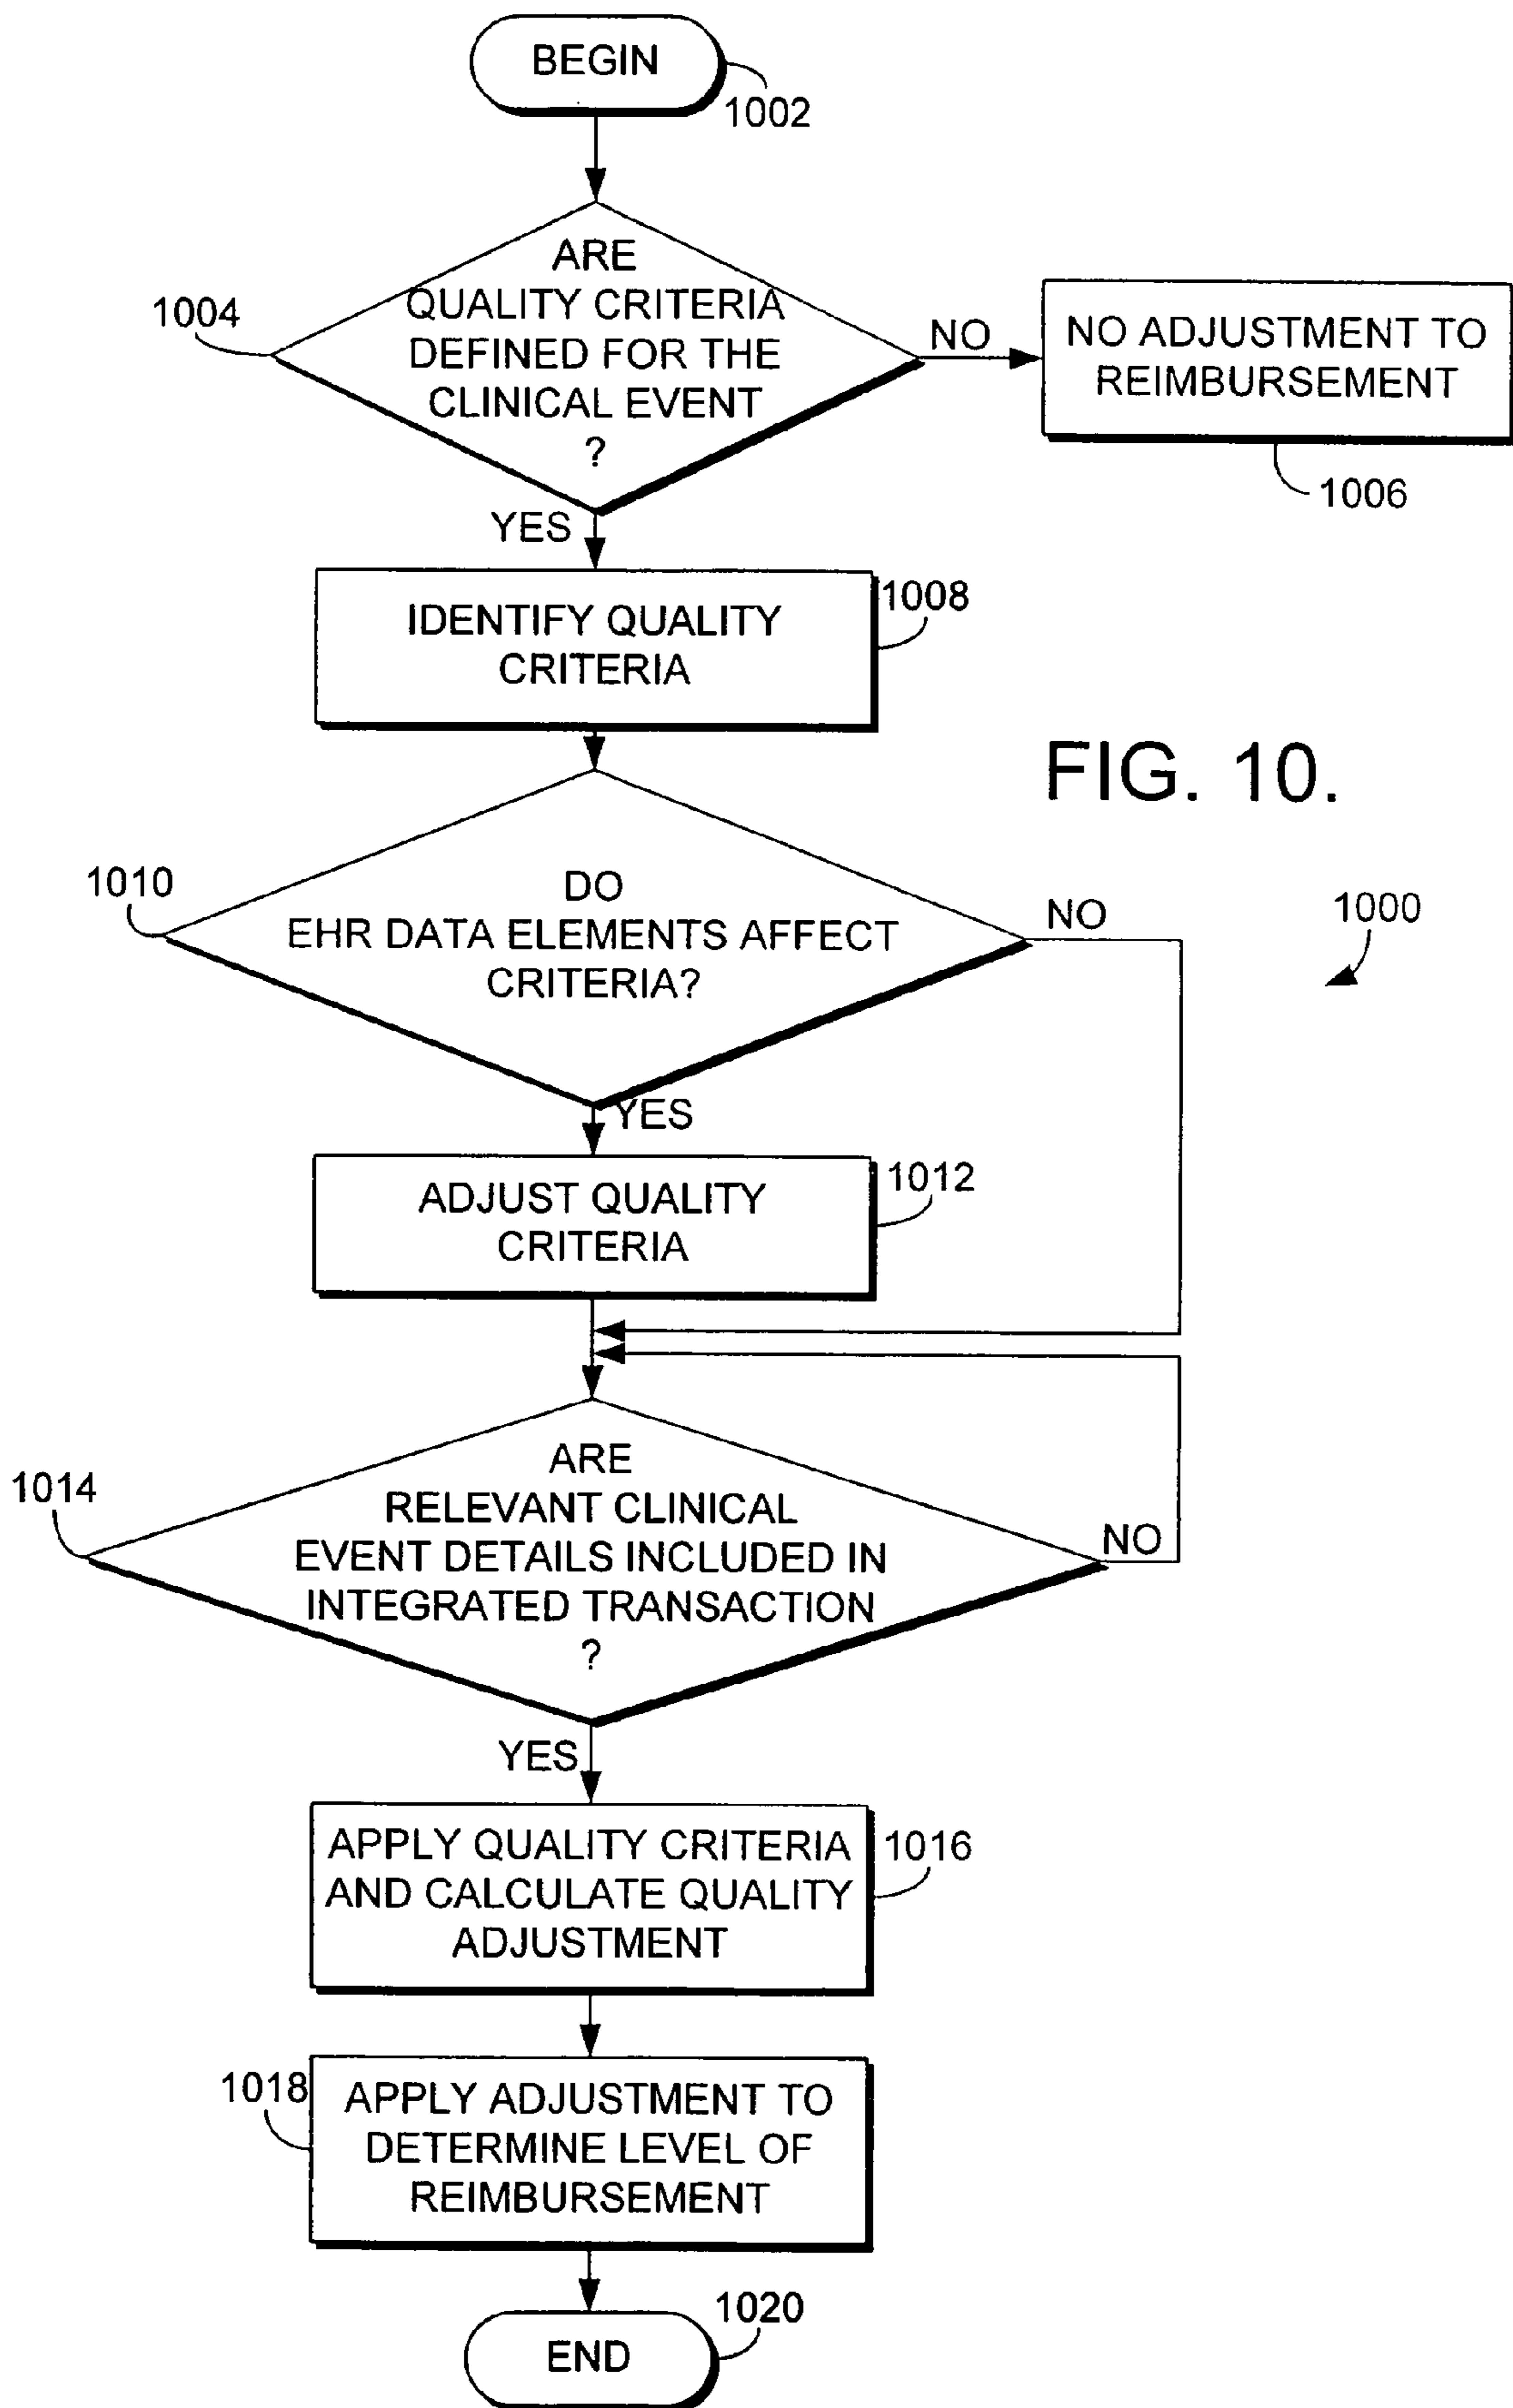 BEGIN
1002
ARE
QUALITY CRITERIA
DEFINED FOR THE
CLINICAL EVENT
?
1004
NO
NO ADJUSTMENT TO
REIMBURSEMENT
1006
YES
IDENTIFY QUALITY
CRITERIA
1008
FIG. 10.
1000
DO
EHR DATA ELEMENTS AFFECT
CRITERIA?
1010
NO
YES
ADJUST QUALITY
CRITERIA
1012
ARE
RELEVANT CLINICAL
EVENT DETAILS INCLUDED IN
INTEGRATED TRANSACTION
?
1014
NO
YES
APPLY QUALITY CRITERIA
AND CALCULATE QUALITY
ADJUSTMENT
1016
APPLY ADJUSTMENT TO
DETERMINE LEVEL OF
REIMBURSEMENT
1018
END
1020